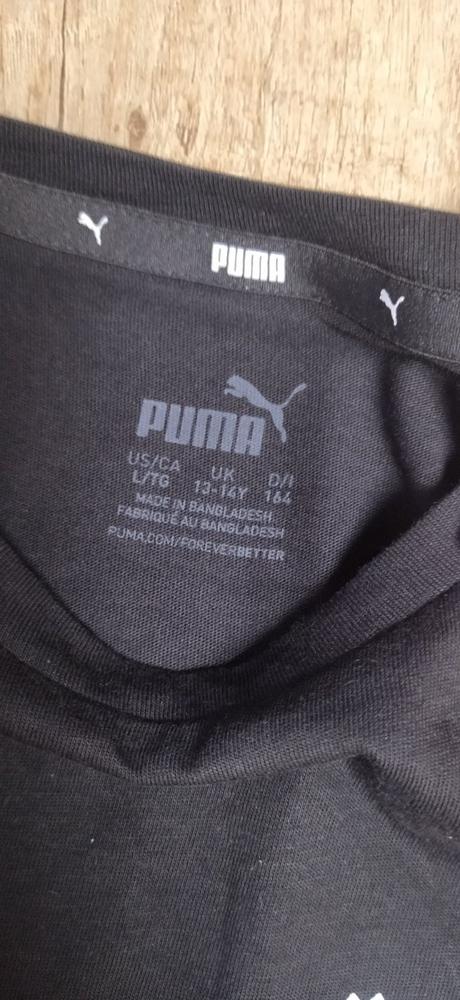 PUMA
PUMA
US/CA UK D/I
L/TG 13-14Y 164
MADE IN BANGLADESH
FABRIQUÉ AU BANGLADESH
PUMA.COM/FOREVERBETTER